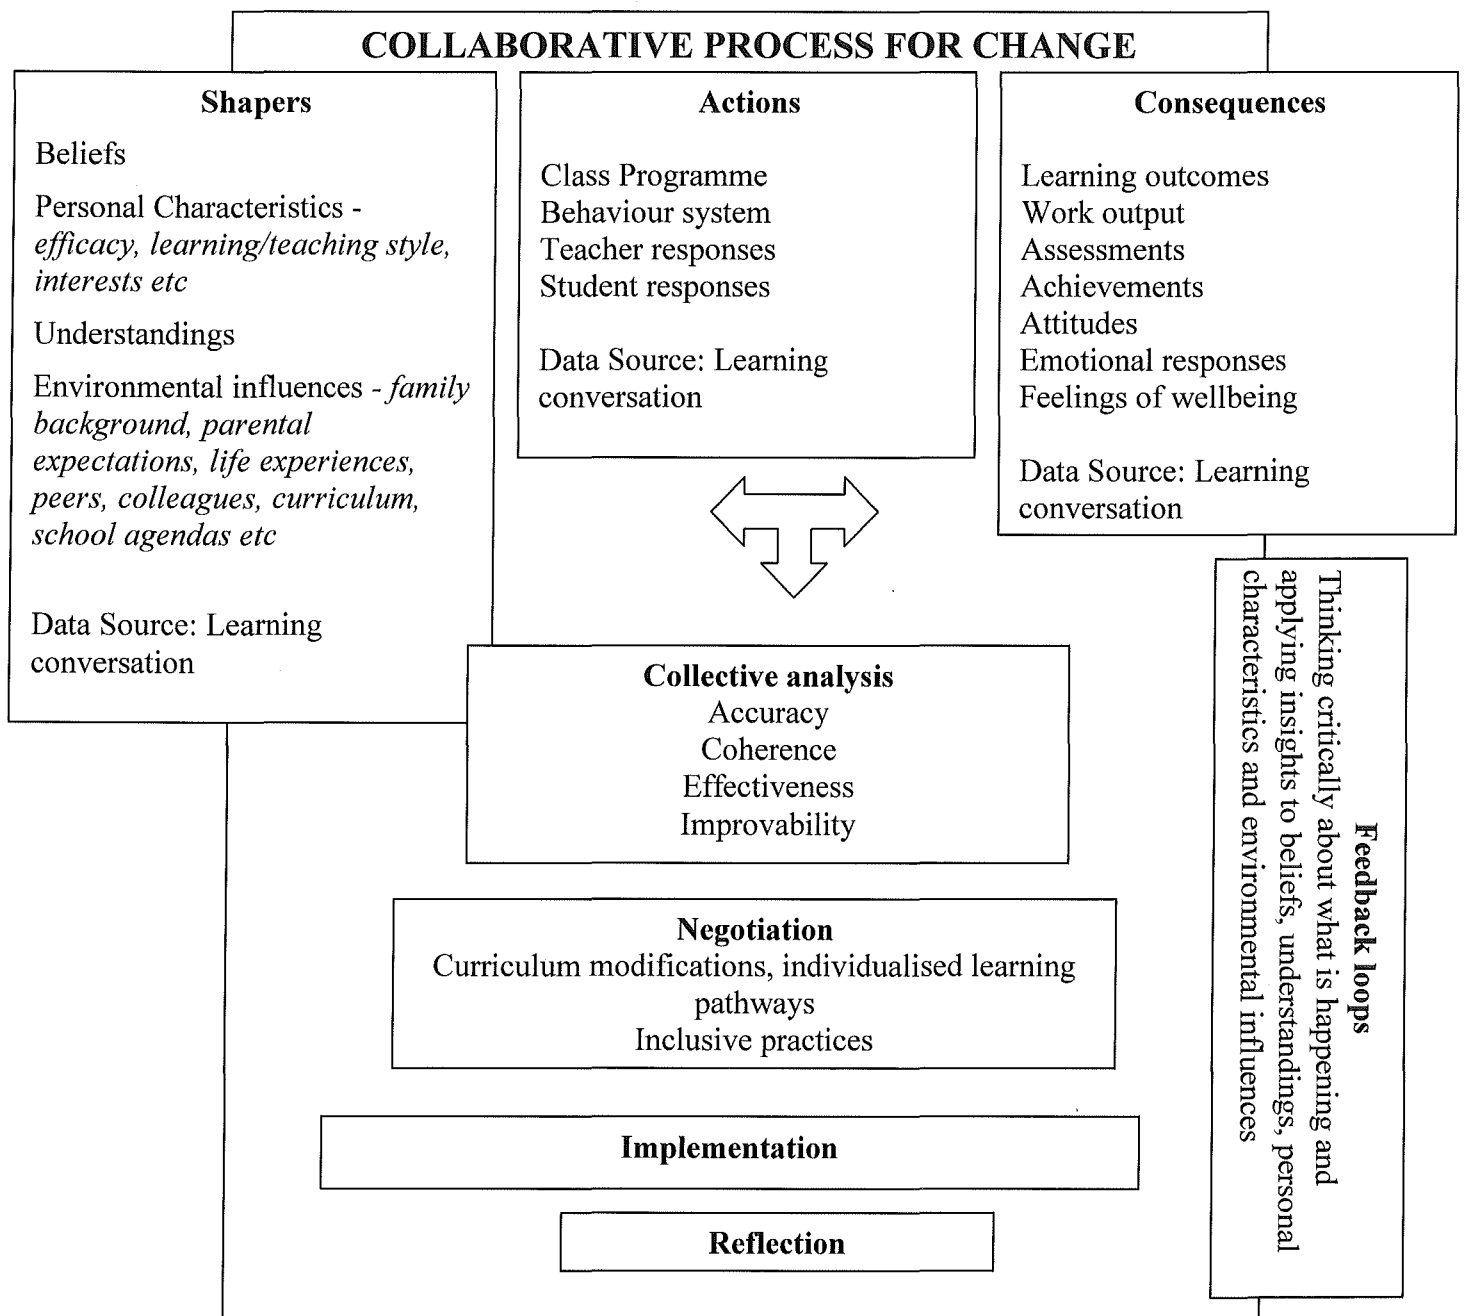 COLLABORATIVE PROCESS FOR CHANGE
Shapers
Beliefs
Personal Characteristics -
efficacy, learning/teaching style,
interests etc
Understandings
Environmental influences - family
background, parental
expectations, life experiences,
peers, colleagues, curriculum,
school agendas etc
Data Source: Learning
conversation
Actions
Class Programme
Behaviour system
Teacher responses
Student responses
Data Source: Learning
conversation
Consequences
Learning outcomes
Work output
Assessments
Achievements
Attitudes
Emotional responses
Feelings of wellbeing
Data Source: Learning
conversation
Collective analysis
Accuracy
Coherence
Effectiveness
Improvability
Negotiation
Curriculum modifications, individualised learning
pathways
Inclusive practices
Implementation
Reflection
Feedback loops
Thinking critically about what is happening and
applying insights to beliefs, understandings, personal
characteristics and environmental influences